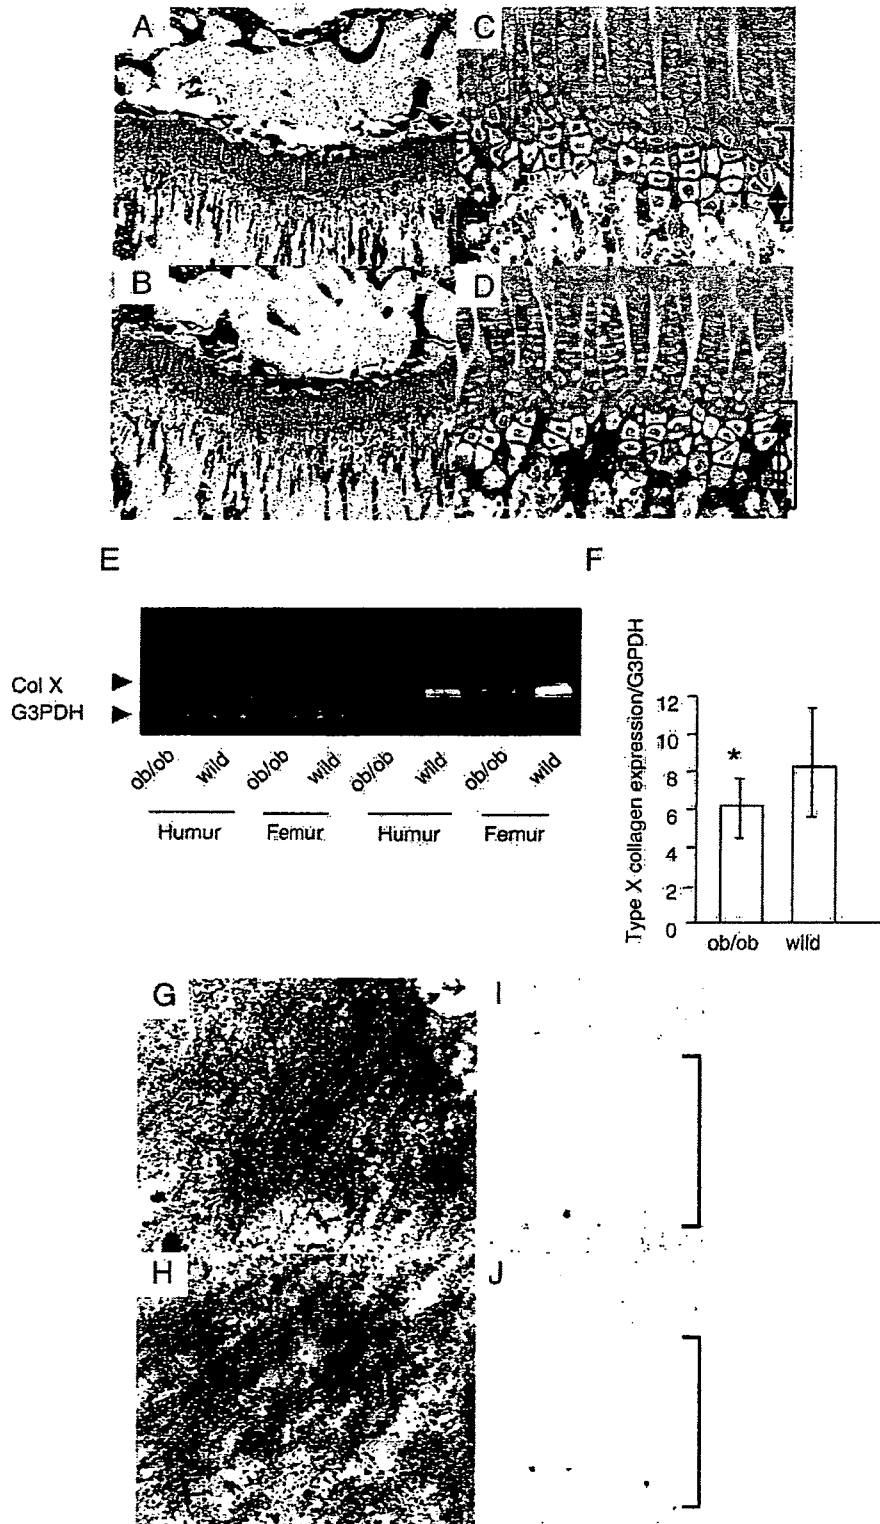 A
C
B
D
E
F
Col X
G3PDH
ob/ob wild ob/ob wild ob/ob wild ob/ob wild
Humur Femur Humur Femur
Type X collagen expression/G3PDH
12
10
8
6
4
2
0
*
ob/ob wild
G
I
H
J